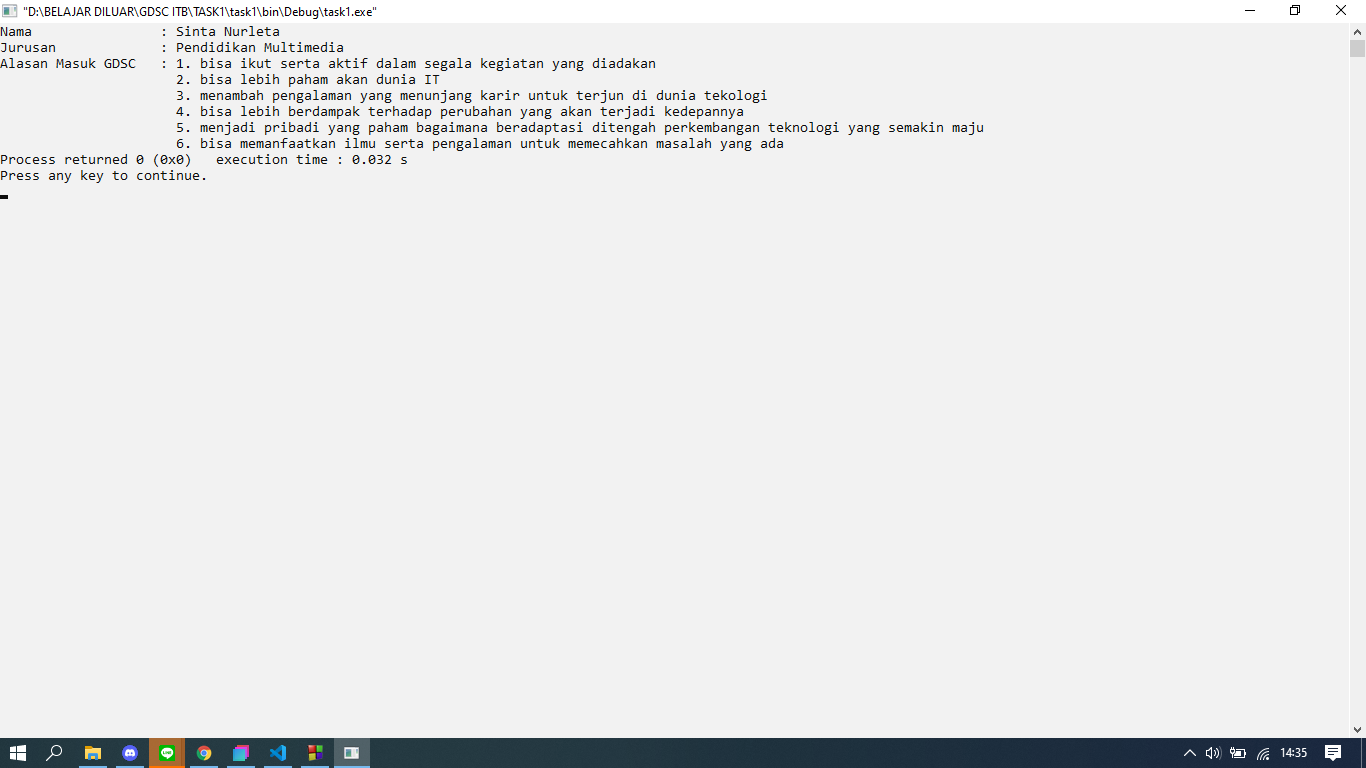 "D:\BELAJAR DILUAR\GDSC ITB\TASK1\task1\bin\Debug\task1.exe"
Nama                : Sinta Nurleta
Jurusan             : Pendidikan Multimedia
Alasan Masuk GDSC   : 1. bisa ikut serta aktif dalam segala kegiatan yang diadakan
                      2. bisa lebih paham akan dunia IT
                      3. menambah pengalaman yang menunjang karir untuk terjun di dunia tekologi
                      4. bisa lebih berdampak terhadap perubahan yang akan terjadi kedepannya
                      5. menjadi pribadi yang paham bagaimana beradaptasi ditengah perkembangan teknologi yang semakin maju
                      6. bisa memanfaatkan ilmu serta pengalaman untuk memecahkan masalah yang ada
Process returned 0 (0x0)   execution time : 0.032 s
Press any key to continue.
LINE
14:35